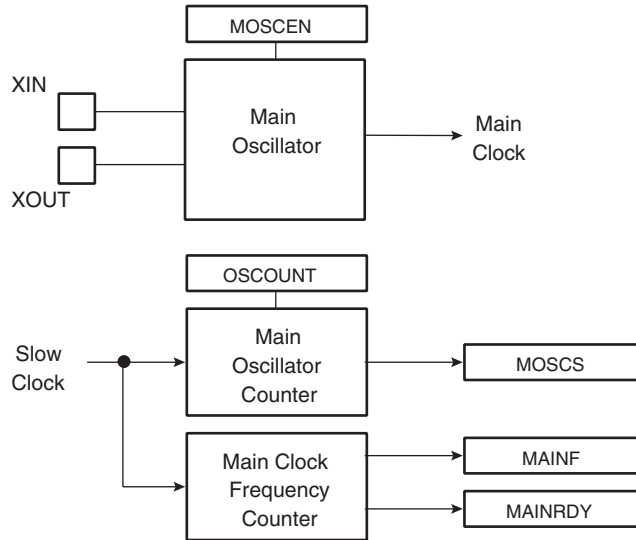 MOSCEN
XIN
Main
Oscillator
Main
Clock
XOUT
OSCOUNT
Slow
Clock
Main
Oscillator
Counter
MOSCS
Main Clock
Frequency
Counter
MAINF
MAINRDY